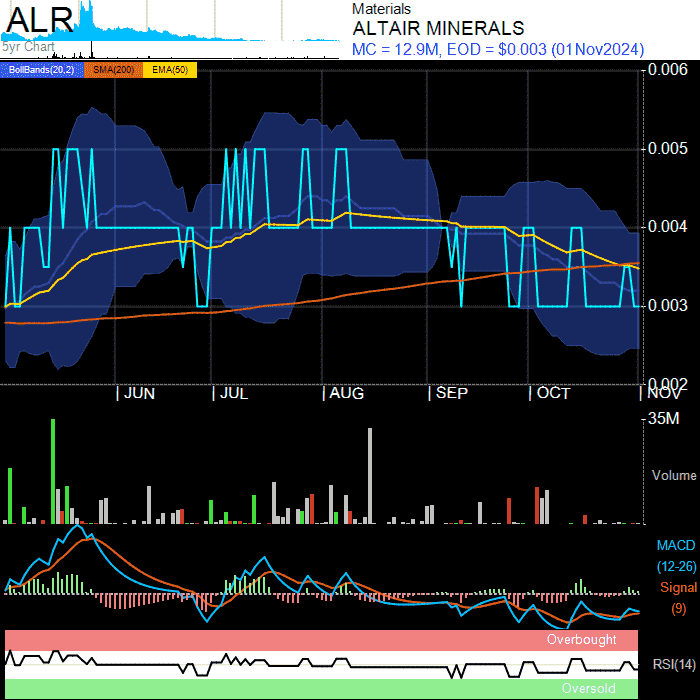 ALR
5yr Chart
Materials
ALTAIR MINERALS
MC = 12.9M, EOD = $0.003 (01Nov2024)
BollBands(20,2) SMA(200) EMA(50)
0.006
0.005
0.004
0.003
0.002
JUN JUL AUG SEP OCT NOV
35M
Volume
MACD
(12-26)
Signal
(9)
Overbought
RSI(14)
Oversold